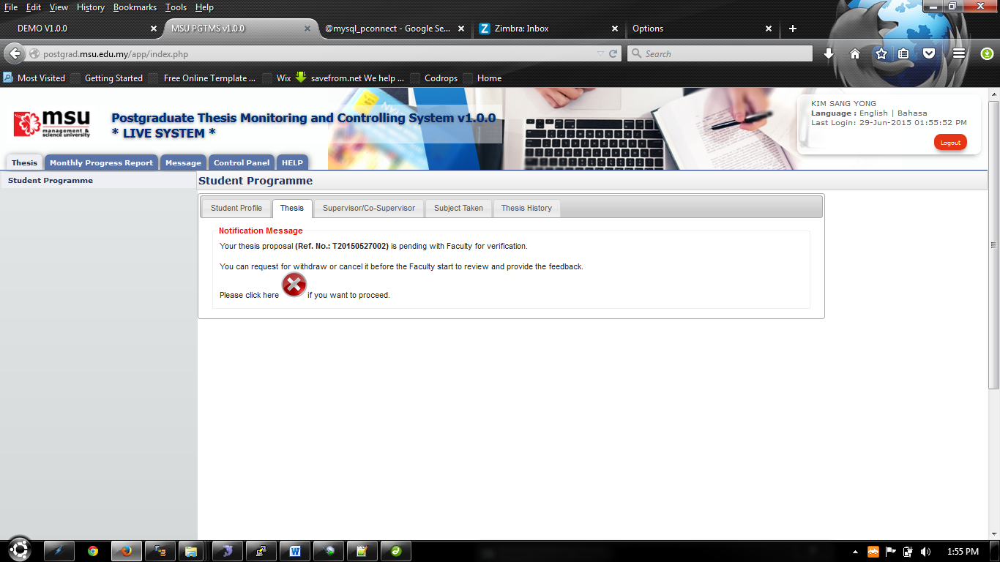 File Edit View History Bookmarks Tools Help
DEMO V1.0.0 MSU PGTMS v1.0.0 @mysql_pconnect - Google Se... Zimbra: Inbox Options
postgrad.msu.edu.my/app/index.php Search
Most Visited Getting Started Free Online Template ... Wix savefrom.net We help ... Codrops Home
msu
management &
science university
Postgraduate Thesis Monitoring and Controlling System v1.0.0
* LIVE SYSTEM *
KIM SANG YONG
Language : English | Bahasa
Last Login: 29-Jun-2015 01:55:52 PM
Logout
Thesis Monthly Progress Report Message Control Panel HELP
Student Programme
Student Programme
Student Profile Thesis Supervisor/Co-Supervisor Subject Taken Thesis History
Notification Message
Your thesis proposal (Ref. No.: T20150527002) is pending with Faculty for verification.
You can request for withdraw or cancel it before the Faculty start to review and provide the feedback.
Please click here if you want to proceed.
1:55 PM